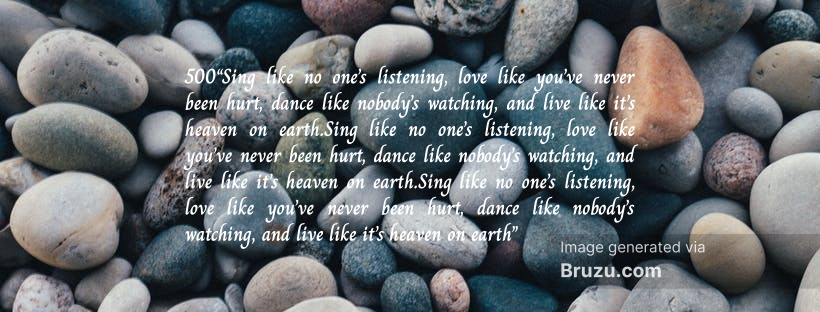 500“Sing like no one’s listening, love like you’ve never
been hurt, dance like nobody’s watching, and live like it’s
heaven on earth.Sing like no one’s listening, love like
you’ve never been hurt, dance like nobody’s watching, and
live like it’s heaven on earth.Sing like no one’s listening,
love like you’ve never been hurt, dance like nobody’s
watching, and live like it’s heaven on earth”
Image generated via
Bruzu.com